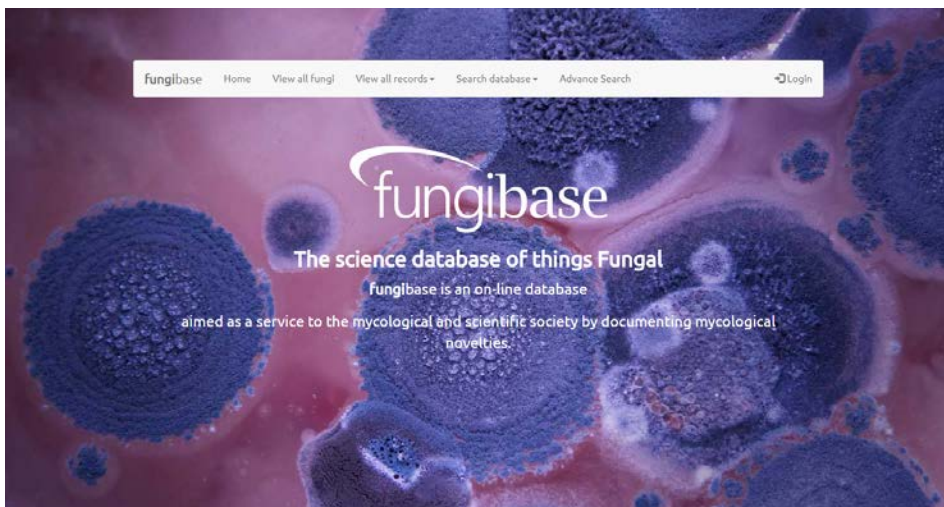 fungibase Home View all fungi View all records Search database Advance Search Login
fungibase
The science database of things Fungal
fungibase is an on-line database
aimed as a service to the mycological and scientific society by documenting mycological
novelties.